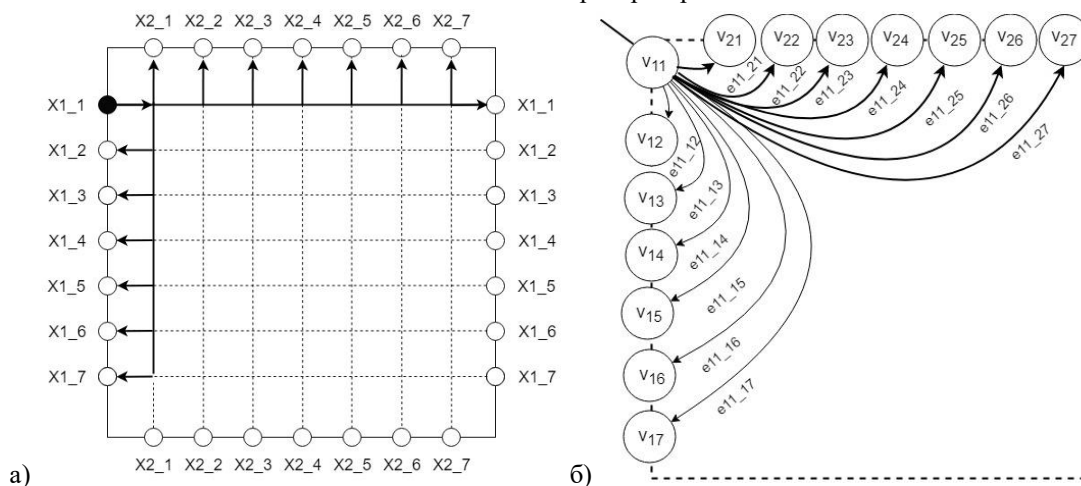 X2_1 X2_2 X2_3 X2_4 X2_5 X2_6 X2_7
X1_1 X1_1
X1_2 X1_2
X1_3 X1_3
X1_4 X1_4
X1_5 X1_5
X1_6 X1_6
X1_7 X1_7
X2_1 X2_2 X2_3 X2_4 X2_5 X2_6 X2_7
а)
v11 v21 v22 v23 v24 v25 v26 v27
e11_21 e11_22 e11_23 e11_24 e11_25 e11_26 e11_27
v12 e11_12
v13 e11_13
v14 e11_14
v15 e11_15
v16 e11_16
v17 e11_17
б)